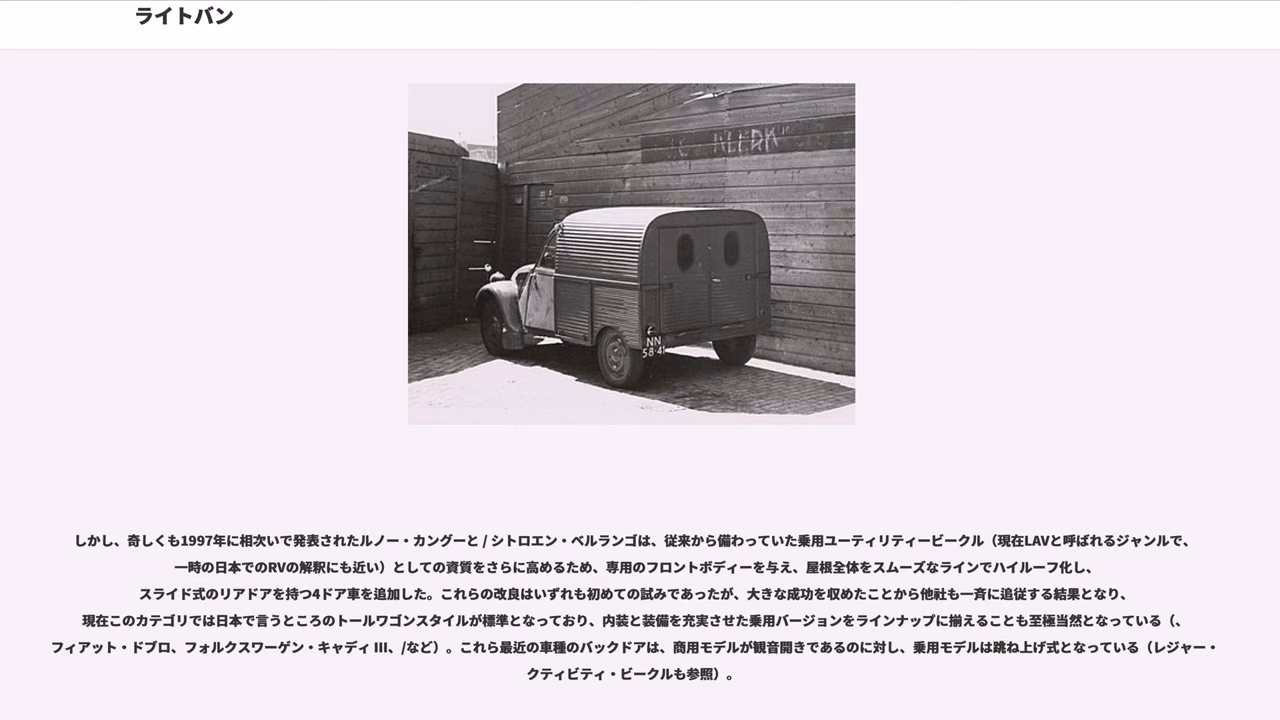 ライトバン
KLERK
NN
58-41
しかし、奇しくも1997年に相次いで発表されたルノー・カングーと / シトロエン・ベルランゴは、従来から備わっていた乗用ユーティリティービークル（現在LAVと呼ばれるジャンルで、
一時の日本でのRVの解釈にも近い）としての資質をさらに高めるため、専用のフロントボディーを与え、屋根全体をスムーズなラインでハイルーフ化し、
スライド式のリアドアを持つ4ドア車を追加した。これらの改良はいずれも初めての試みであったが、大きな成功を収めたことから他社も一斉に追従する結果となり、
現在このカテゴリでは日本で言うところのトールワゴンスタイルが標準となっており、内装と装備を充実させた乗用バージョンをラインナップに揃えることも至極当然となっている（、
フィアット・ドブロ、フォルクスワーゲン・キャディ III、/など）。これら最近の車種のバックドアは、商用モデルが観音開きであるのに対し、乗用モデルは跳ね上げ式となっている（レジャー・
クティビティ・ビークルも参照）。